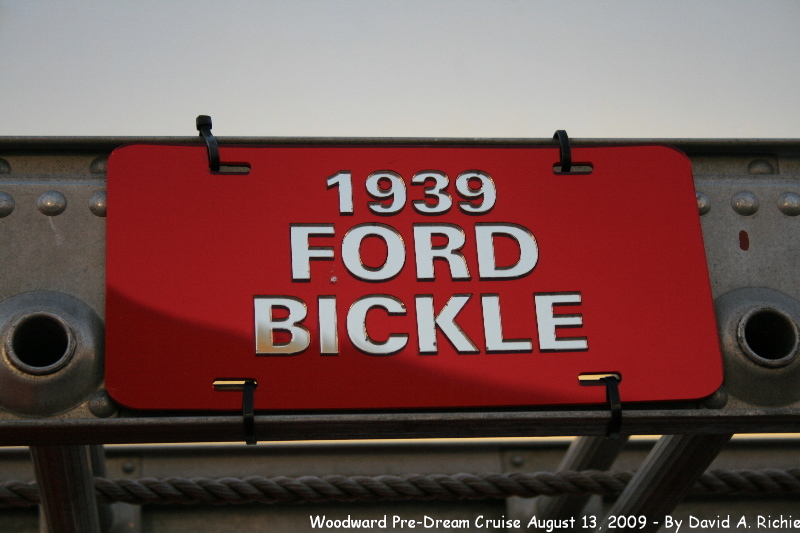 1939
FORD
BICKLE
Woodward Pre-Dream Cruise August 13, 2009 - By David A. Richie